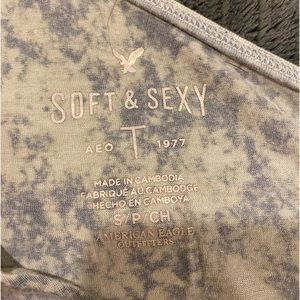 SOFT & SEXY
T
AEO 1977
MADE IN CAMBODIA
FABRIQUÉ AU CAMBODGE
HECHO EN CAMBOYA
S/P/CH
AMERICAN EAGLE
OUTFITTERS